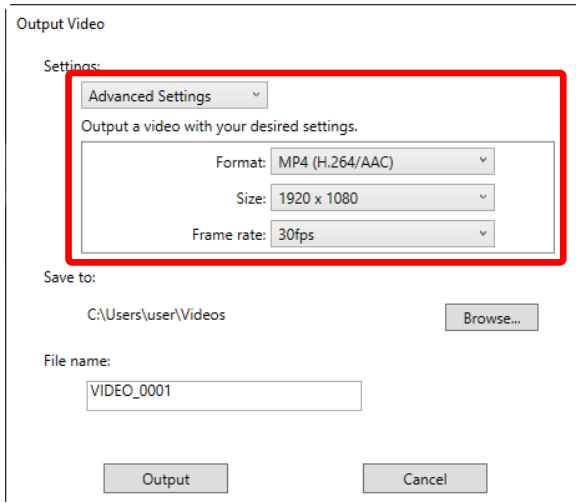 Output Video
Settings:
Advanced Settings
Output a video with your desired settings.
Format: MP4 (H.264/AAC)
Size: 1920 x 1080
Frame rate: 30fps
Save to:
C:\Users\user\Videos
Browse...
File name:
VIDEO_0001
Output Cancel